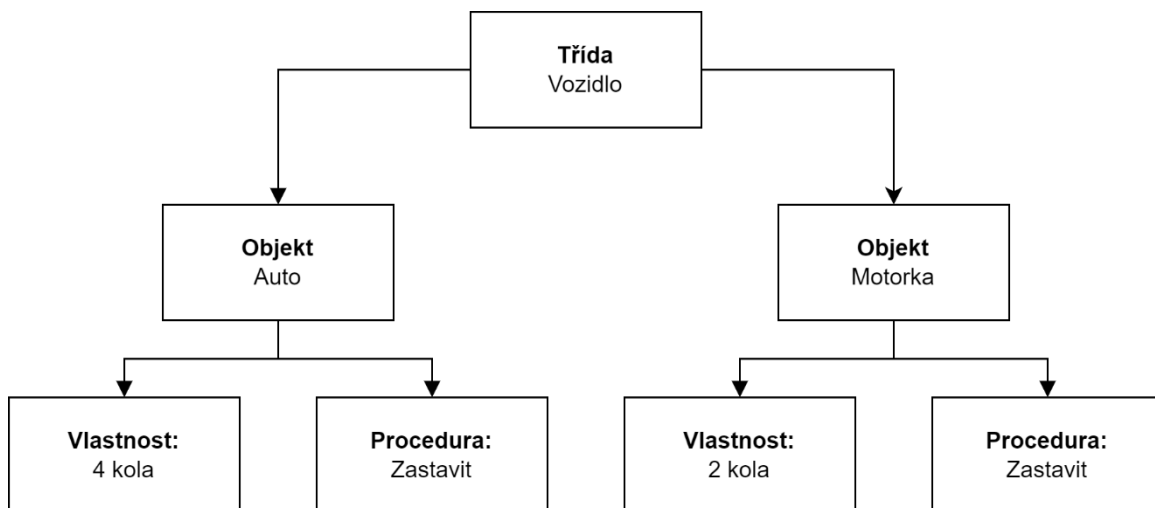 Třída
Vozidlo
Objekt
Auto
Objekt
Motorka
Vlastnost:
4 kola
Procedura:
Zastavit
Vlastnost:
2 kola
Procedura:
Zastavit